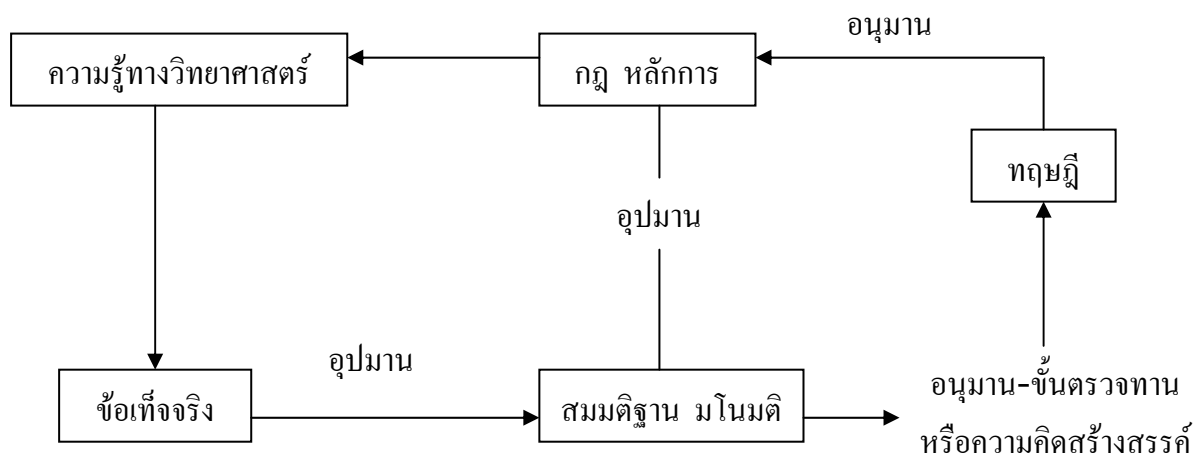 อนุมาน
ความรู้ทางวิทยาศาสตร์
กฎ หลักการ
ทฤษฎี
อุปมาน
อุปมาน
ข้อเท็จจริง
สมมติฐาน มโนมติ
อนุมาน-ขั้นตรวจทาน
หรือความคิดสร้างสรรค์